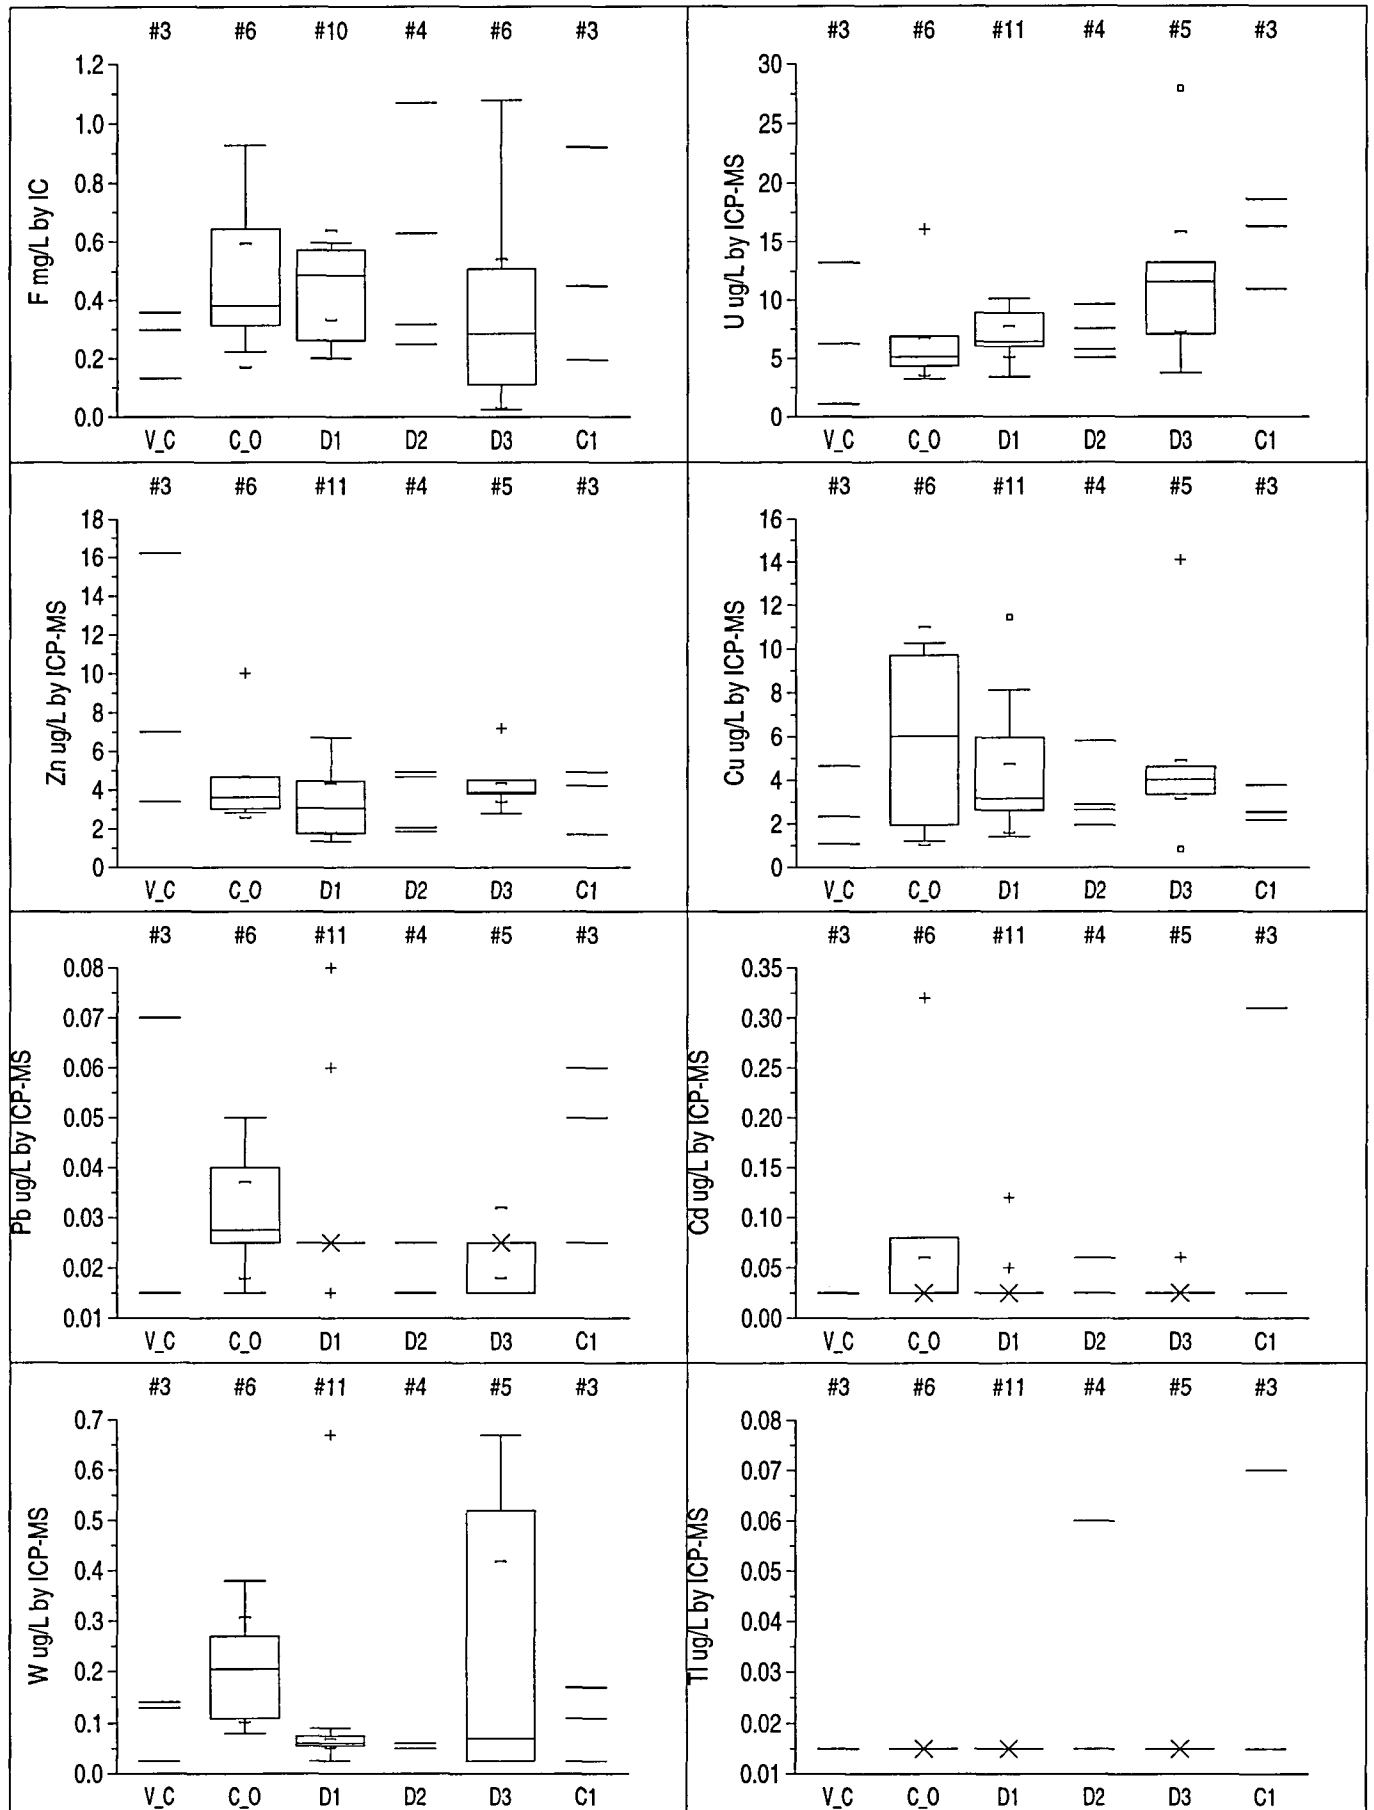 #3 #6 #10 #4 #6 #3
F mg/L by IC
1.2
1.0
0.8
0.6
0.4
0.2
0.0
V_C C_O D1 D2 D3 C1
#3 #6 #11 #4 #5 #3
U ug/L by ICP-MS
30
25
20
15
10
5
0
V_C C_O D1 D2 D3 C1
#3 #6 #11 #4 #5 #3
Zn ug/L by ICP-MS
18
16
14
12
10
8
6
4
2
0
V_C C_O D1 D2 D3 C1
#3 #6 #11 #4 #5 #3
Cu ug/L by ICP-MS
16
14
12
10
8
6
4
2
0
V_C C_O D1 D2 D3 C1
#3 #6 #11 #4 #5 #3
Pb ug/L by ICP-MS
0.08
0.07
0.06
0.05
0.04
0.03
0.02
0.01
V_C C_O D1 D2 D3 C1
#3 #6 #11 #4 #5 #3
Cd ug/L by ICP-MS
0.35
0.30
0.25
0.20
0.15
0.10
0.05
0.00
V_C C_O D1 D2 D3 C1
#3 #6 #11 #4 #5 #3
W ug/L by ICP-MS
0.7
0.6
0.5
0.4
0.3
0.2
0.1
0.0
V_C C_O D1 D2 D3 C1
#3 #6 #11 #4 #5 #3
Tl ug/L by ICP-MS
0.08
0.07
0.06
0.05
0.04
0.03
0.02
0.01
V_C C_O D1 D2 D3 C1